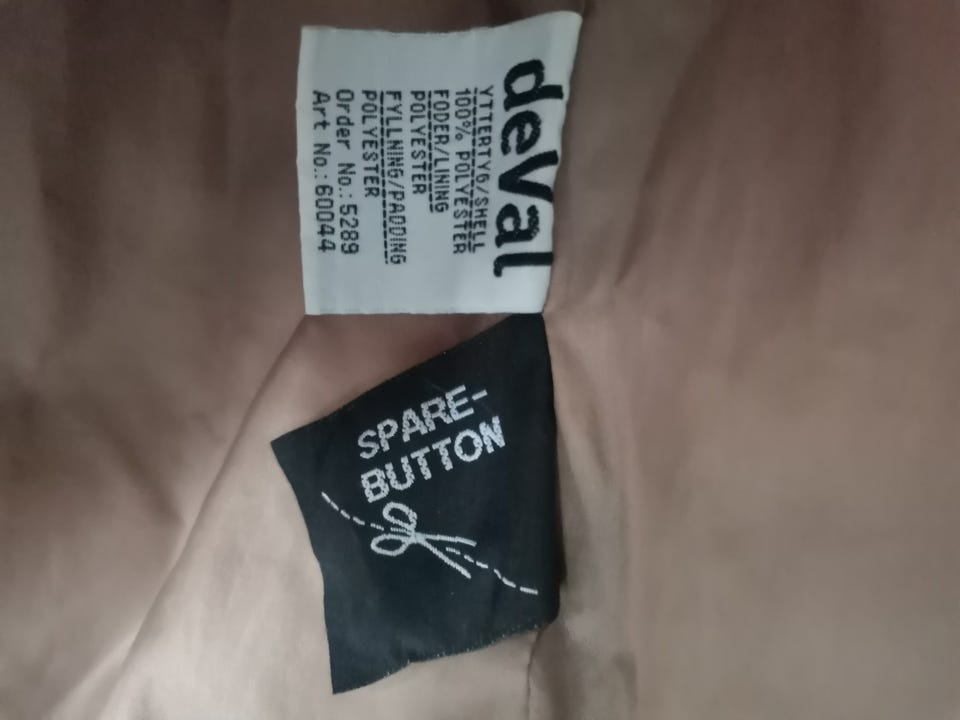 deVal
YTTERTYG/SHELL
100% POLYESTER
FODER/LINING
POLYESTER
FYLLNING/PADDING
POLYESTER
Order No.: 5289
Art No.: 60044
SPARE-
BUTTON